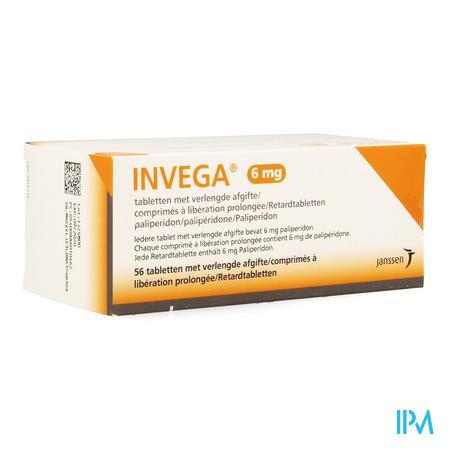 INVEGA® 6 mg
tabletten met verlengde afgifte/
comprimés à libération prolongée/Retardtabletten
paliperidon/palipéridone/Paliperidon
Iedere tablet met verlengde afgifte bevat 6 mg paliperidon.
Chaque comprimé à libération prolongée contient 6 mg de palipéridone.
Jede Retardtablette enthält 6 mg Paliperidon.
56 tabletten met verlengde afgifte/comprimés à
libération prolongée/Retardtabletten
janssen
IPM